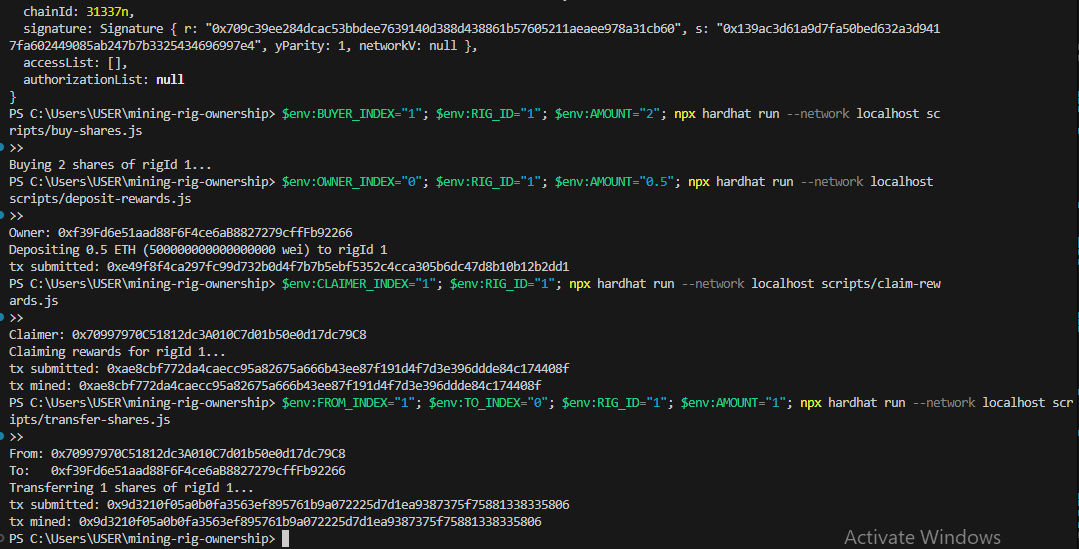 chainId: 31337n,
  signature: Signature { r: "0x709c39ee284dcac53bbdee7639140d388d438861b57605211aeaee978a31cb60", s: "0x139ac3d61a9d7fa50bed632a3d941
7fa602449085ab247b7b3325434696997e4", yParity: 1, networkV: null },
  accessList: [],
  authorizationList: null
}
PS C:\Users\USER\mining-rig-ownership> $env:BUYER_INDEX="1"; $env:RIG_ID="1"; $env:AMOUNT="2"; npx hardhat run --network localhost sc
ripts/buy-shares.js
>>
Buying 2 shares of rigId 1...
PS C:\Users\USER\mining-rig-ownership> $env:OWNER_INDEX="0"; $env:RIG_ID="1"; $env:AMOUNT="0.5"; npx hardhat run --network localhost
scripts/deposit-rewards.js
>>
Owner: 0xf39Fd6e51aad88F6F4ce6aB8827279cffFb92266
Depositing 0.5 ETH (500000000000000000 wei) to rigId 1
tx submitted: 0xe49f8f4ca297fc99d732b0d4f7b7b5ebf5352c4cca305b6dc47d8b10b12b2dd1
PS C:\Users\USER\mining-rig-ownership> $env:CLAIMER_INDEX="1"; $env:RIG_ID="1"; npx hardhat run --network localhost scripts/claim-rew
ards.js
>>
Claimer: 0x70997970C51812dc3A010C7d01b50e0d17dc79C8
Claiming rewards for rigId 1...
tx submitted: 0xae8cbf772da4caecc95a82675a666b43ee87f191d4f7d3e396ddde84c174408f
tx mined: 0xae8cbf772da4caecc95a82675a666b43ee87f191d4f7d3e396ddde84c174408f
PS C:\Users\USER\mining-rig-ownership> $env:FROM_INDEX="1"; $env:TO_INDEX="0"; $env:RIG_ID="1"; $env:AMOUNT="1"; npx hardhat run --network localhost scr
ipts/transfer-shares.js
>>
From: 0x70997970C51812dc3A010C7d01b50e0d17dc79C8
To:   0xf39Fd6e51aad88F6F4ce6aB8827279cffFb92266
Transferring 1 shares of rigId 1...
tx submitted: 0x9d3210f05a0b0fa3563ef895761b9a072225d7d1ea9387375f75881338335806
tx mined: 0x9d3210f05a0b0fa3563ef895761b9a072225d7d1ea9387375f75881338335806
PS C:\Users\USER\mining-rig-ownership>
Activate Windows